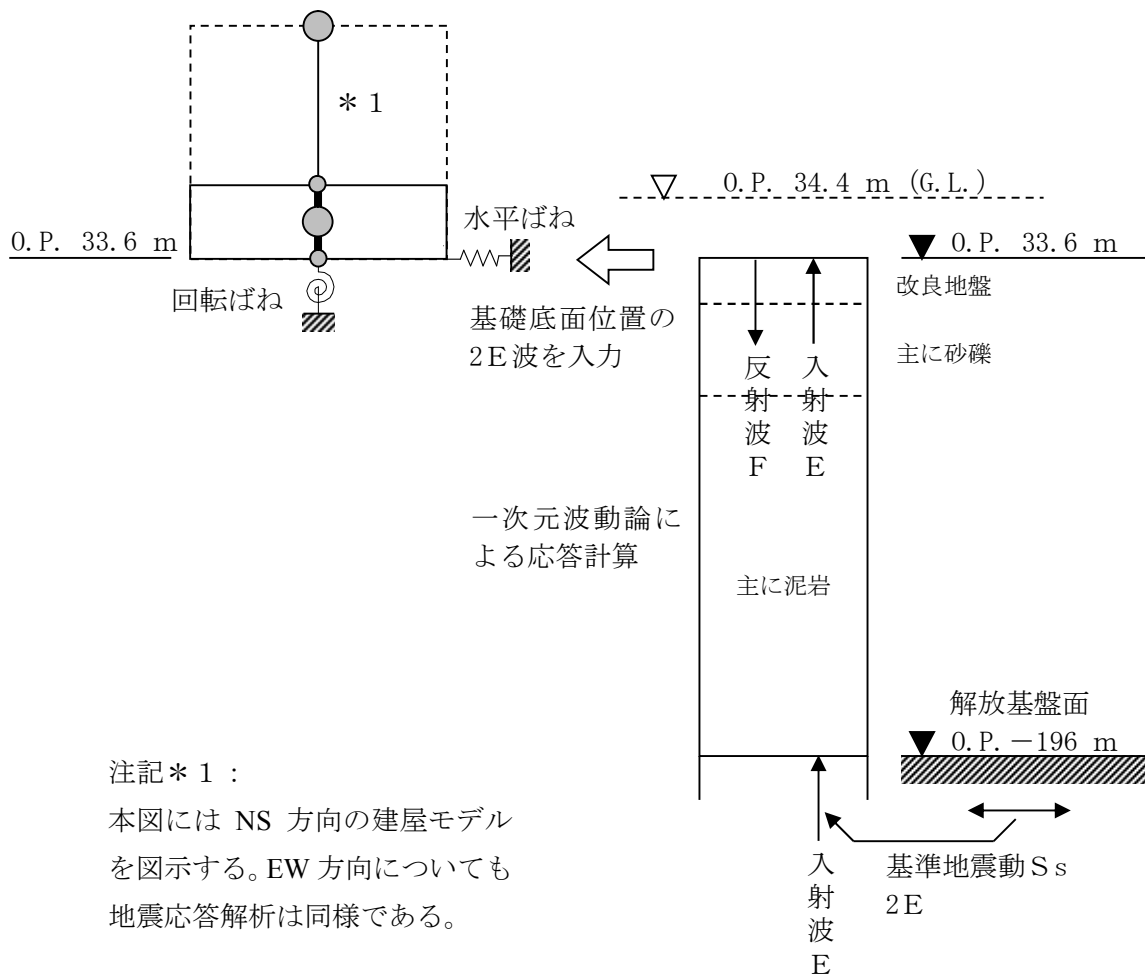 ＊１
O.P. 34.4 m (G.L.)
O.P. 33.6 m
水平ばね
O.P. 33.6 m
回転ばね
基礎底面位置の
2E波を入力
改良地盤
主に砂礫
反射波F
入射波E
一次元波動論に
よる応答計算
主に泥岩
解放基盤面
O.P.－196 m
注記＊１：
本図には NS 方向の建屋モデル
を図示する。EW 方向についても
地震応答解析は同様である。
入射波E
基準地震動Ｓｓ
2E